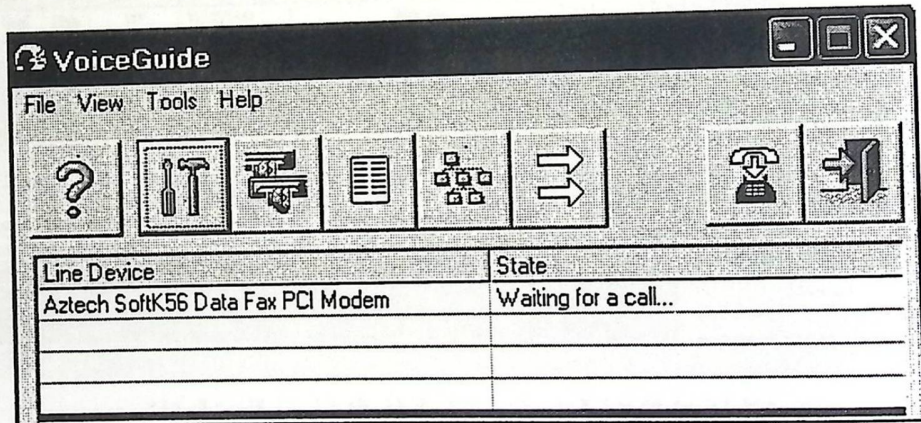 VoiceGuide
File View Tools Help
Line Device State
Aztech SoftK56 Data Fax PCI Modem Waiting for a call...